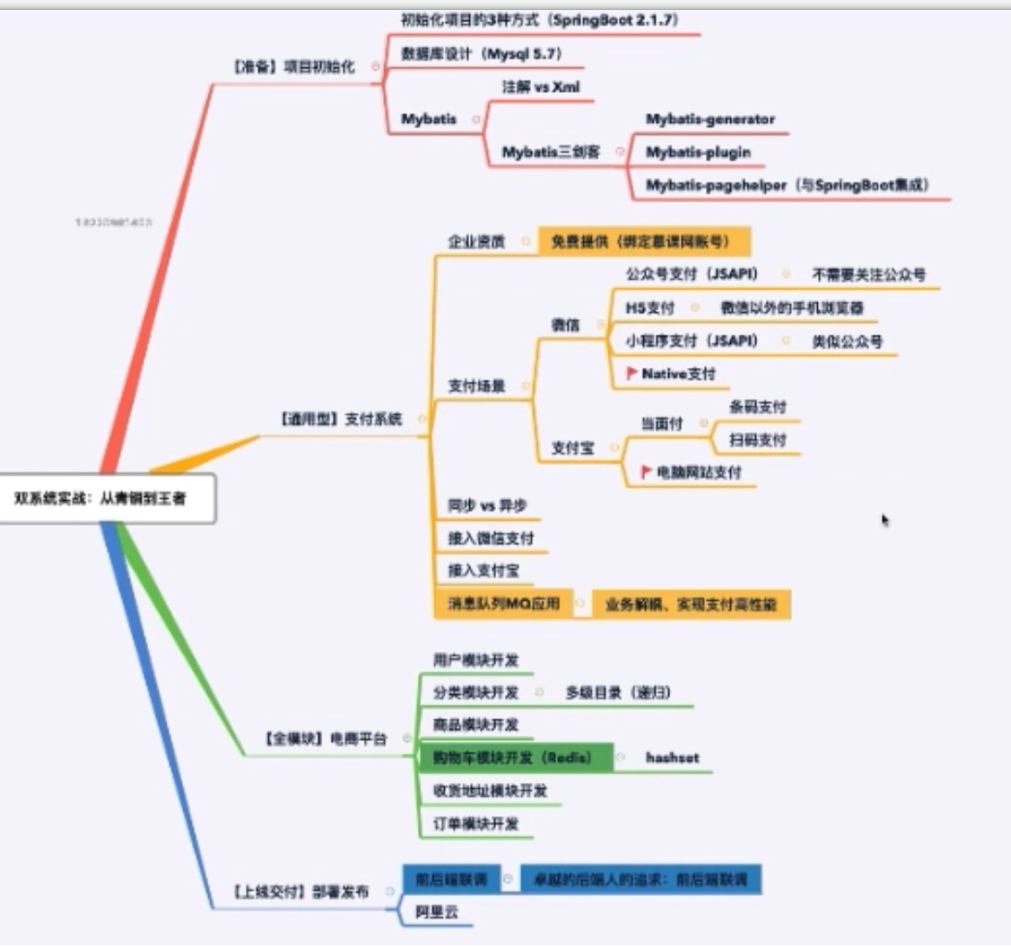 初始化项目的3种方式（SpringBoot 2.1.7）
【准备】项目初始化
数据库设计（Mysql 5.7）
注解 vs Xml
Mybatis
Mybatis三剑客
Mybatis-generator
Mybatis-plugin
Mybatis-pagehelper（与SpringBoot集成）
企业资质
免费提供（绑定慕课网账号）
公众号支付（JSAPI）
不需要关注公众号
H5支付
微信以外的手机浏览器
微信
小程序支付（JSAPI）
类似公众号
Native支付
支付场景
条码支付
当面付
扫码支付
支付宝
电脑网站支付
【通用型】支付系统
双系统实战：从青铜到王者
同步 vs 异步
接入微信支付
接入支付宝
消息队列MQ应用
业务解耦、实现支付高性能
用户模块开发
分类模块开发
多级目录（递归）
商品模块开发
【全模块】电商平台
购物车模块开发（Redis）
hashset
收货地址模块开发
订单模块开发
前后端联调
卓越的后端人的追求：前后端联调
【上线交付】部署发布
阿里云